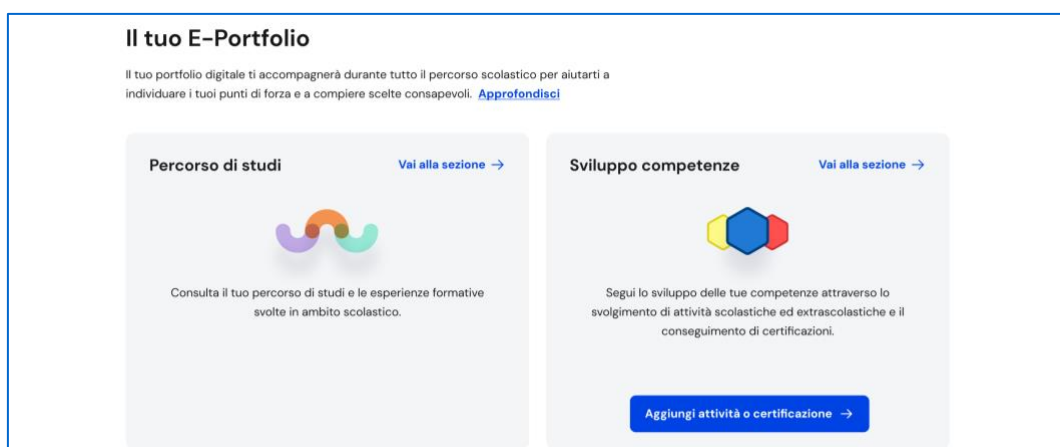 Il tuo E-Portfolio
Il tuo portfolio digitale ti accompagnerà durante tutto il percorso scolastico per aiutarti a
individuare i tuoi punti di forza e a compiere scelte consapevoli. Approfondisci
Percorso di studi
Vai alla sezione →
Consulta il tuo percorso di studi e le esperienze formative
svolte in ambito scolastico.
Sviluppo competenze
Vai alla sezione →
Segui lo sviluppo delle tue competenze attraverso lo
svolgimento di attività scolastiche ed extrascolastiche e il
conseguimento di certificazioni.
Aggiungi attività o certificazione →